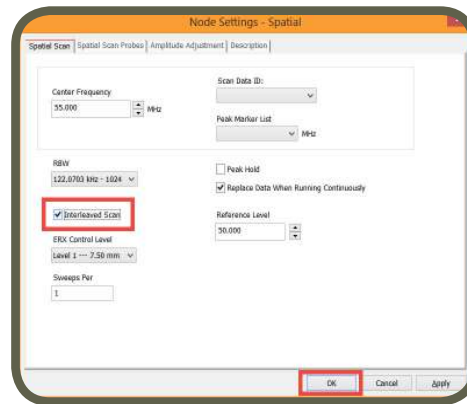 Node Settings - Spatial
Spatial Scan | Spatial Scan Probes | Amplitude Adjustment | Description
Scan Data ID:
Center Frequency
55.000 MHz
Peak Marker List
MHz
RBW
122.0703 kHz - 1024
Peak Hold
Replace Data When Running Continuously
Interleaved Scan
Reference Level
50.000
ERX Control Level
Level 1 --- 7.50 mm
Sweeps Per
1
OK Cancel Apply